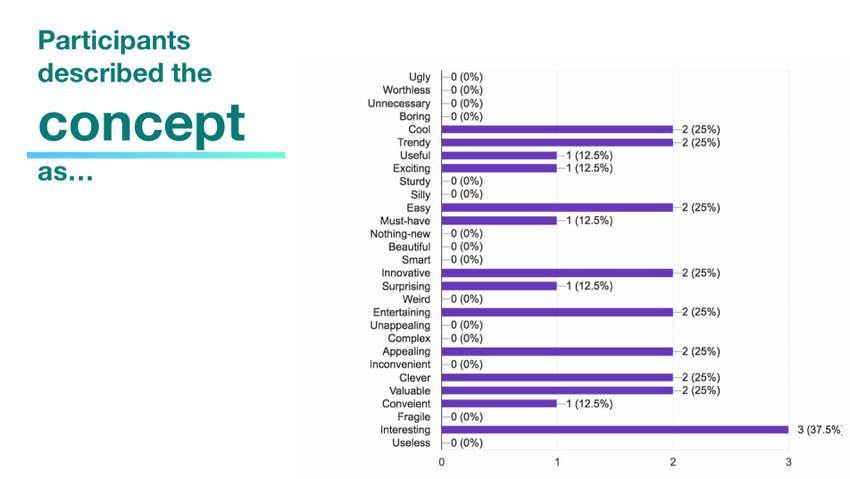 Participants
described the
concept
as...
Ugly 0 (0%)
Worthless 0 (0%)
Unnecessary 0 (0%)
Boring 0 (0%)
Cool 2 (25%)
Trendy 2 (25%)
Useful 1 (12.5%)
Exciting 1 (12.5%)
Sturdy 0 (0%)
Silly 0 (0%)
Easy 2 (25%)
Must-have 1 (12.5%)
Nothing-new 0 (0%)
Beautiful 0 (0%)
Smart 0 (0%)
Innovative 2 (25%)
Surprising 1 (12.5%)
Weird 0 (0%)
Entertaining 2 (25%)
Unappealing 0 (0%)
Complex 0 (0%)
Appealing 2 (25%)
Inconvenient 0 (0%)
Clever 2 (25%)
Valuable 2 (25%)
Conveient 1 (12.5%)
Fragile 0 (0%)
Interesting 3 (37.5%
Useless 0 (0%)
0 1 2 3